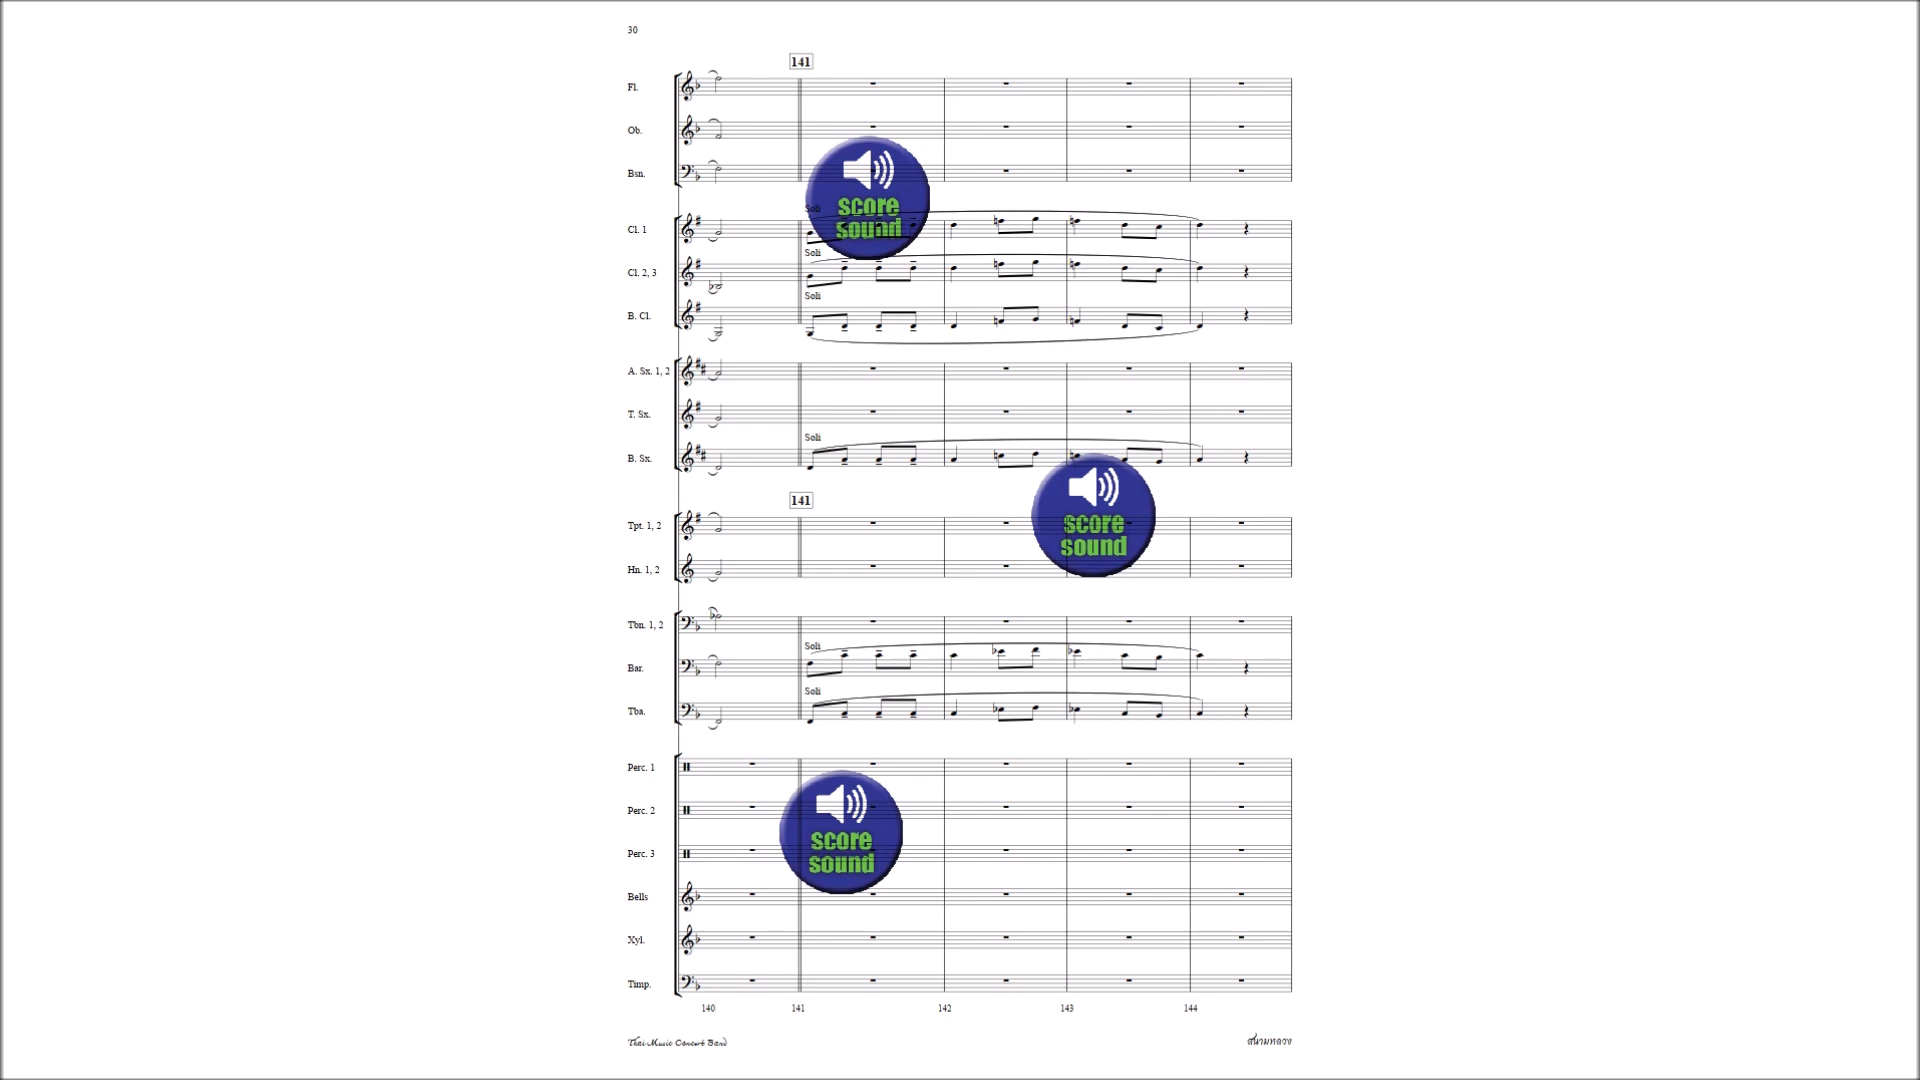 30
141
Fl.
Ob.
Bsn.
Soli
Cl. 1
Soli
Cl. 2, 3
Soli
B. Cl.
A. Sx. 1, 2
T. Sx.
Soli
B. Sx.
141
Tpt. 1, 2
Hn. 1, 2
Tbn. 1, 2
Soli
Bar.
Soli
Tba.
Perc. 1
Perc. 2
Perc. 3
Bells
Xyl.
Timp.
140 141 142 143 144
Thai Music Concert Band
สนามหลวง
score
sound
score
sound
score
sound